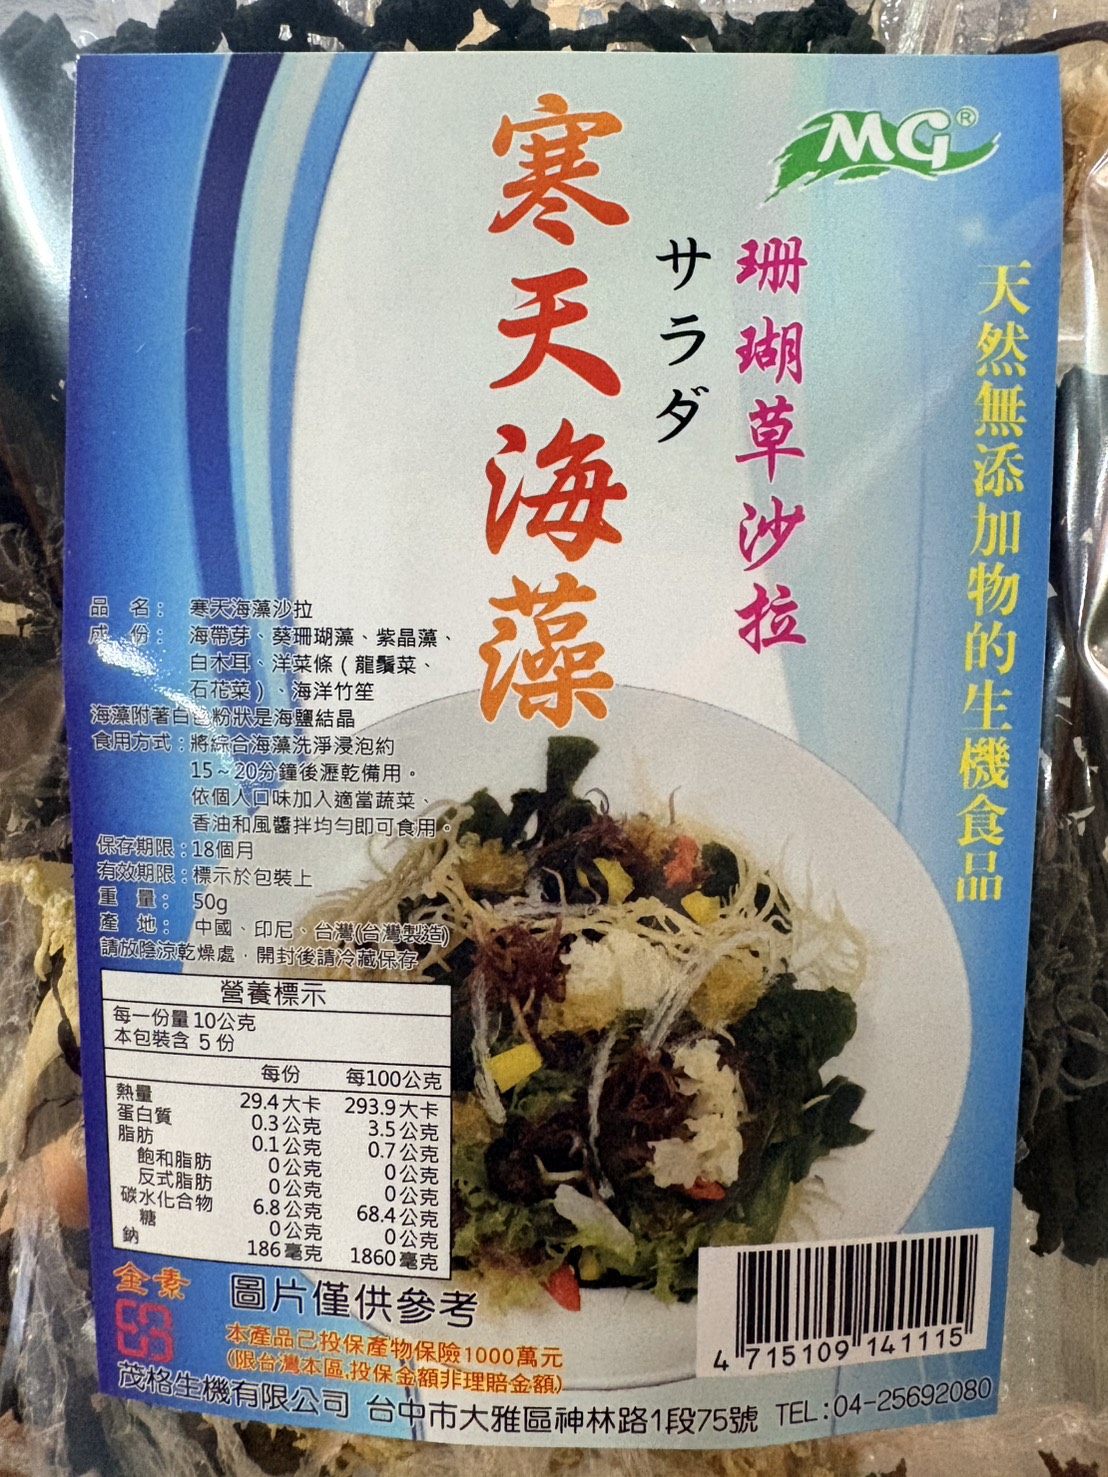 MG®
寒天海藻
サラダ
珊瑚草沙拉
天然無添加物的生機食品
品 名： 寒天海藻沙拉
成 份： 海帶芽、葵珊瑚藻、紫晶藻、
白木耳、洋菜條（龍鬚菜、
石花菜）、海洋竹笙
海藻附著白色粉狀是海鹽結晶
食用方式：將綜合海藻洗淨浸泡約
15～20分鐘後瀝乾備用。
依個人口味加入適當蔬菜、
香油和風醬拌均勻即可食用。
保存期限：18個月
有效期限：標示於包裝上
重 量： 50g
產 地： 中國、印尼、台灣(台灣製造)
請放陰涼乾燥處，開封後請冷藏保存
營養標示
每一份量 10公克
本包裝含 5 份
每份 每100公克
熱量 29.4大卡 293.9大卡
蛋白質 0.3公克 3.5公克
脂肪 0.1公克 0.7公克
飽和脂肪 0公克 0公克
反式脂肪 0公克 0公克
碳水化合物 6.8公克 68.4公克
糖 0公克 0公克
鈉 186毫克 1860毫克
全素
圖片僅供參考
本產品已投保產物保險1000萬元
(限台灣本區,投保金額非理賠金額)
4 715109 141115
茂格生機有限公司 台中市大雅區神林路1段75號 TEL:04-25692080